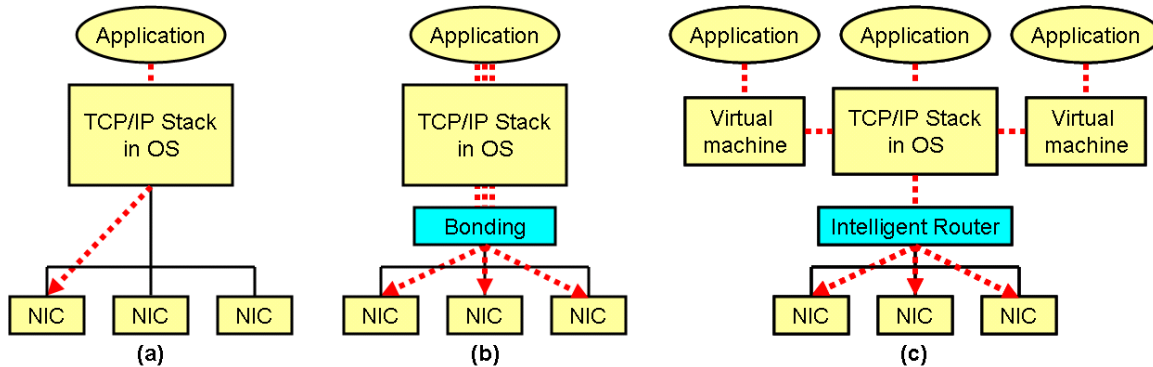 Application
TCP/IP Stack
in OS
NIC
NIC
NIC
(a)
Application
TCP/IP Stack
in OS
Bonding
NIC
NIC
NIC
(b)
Application
Application
Application
Virtual
machine
TCP/IP Stack
in OS
Virtual
machine
Intelligent Router
NIC
NIC
NIC
(c)